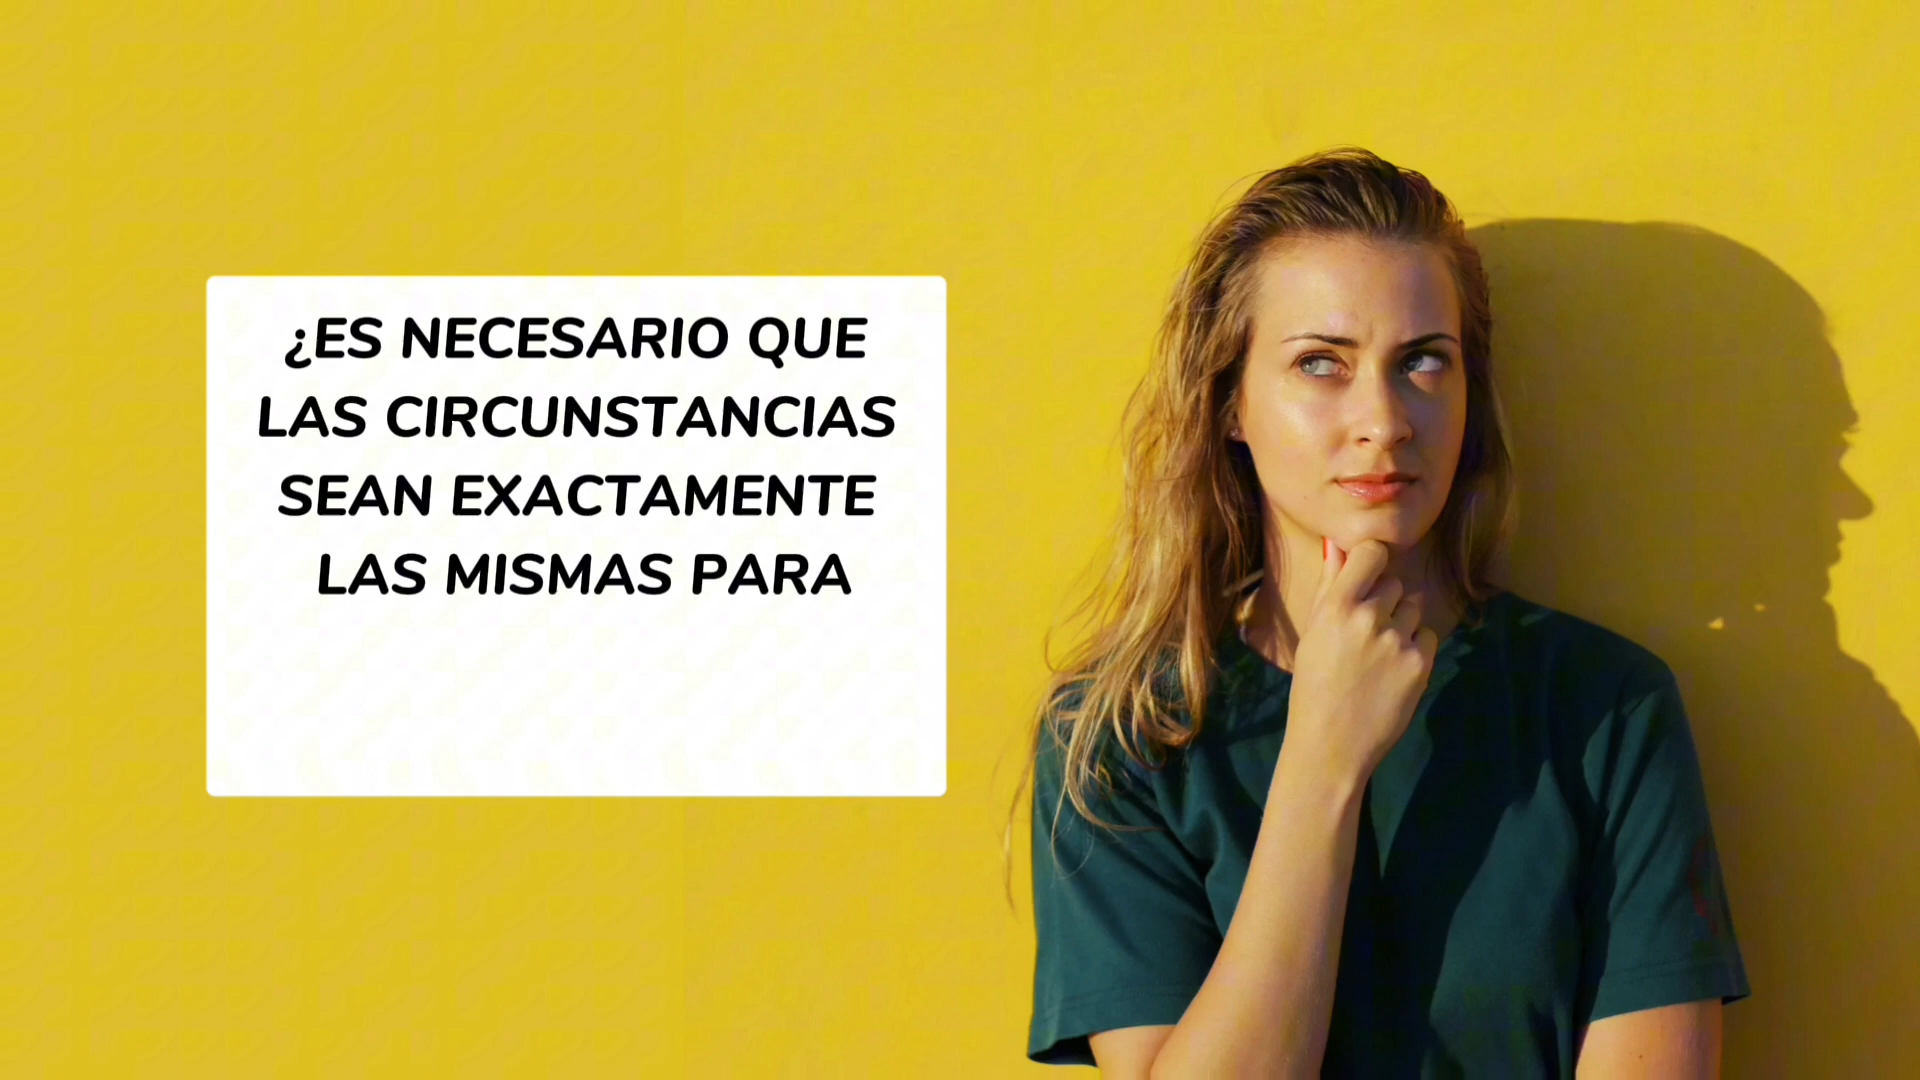 ¿ES NECESARIO QUE
LAS CIRCUNSTANCIAS
SEAN EXACTAMENTE
LAS MISMAS PARA